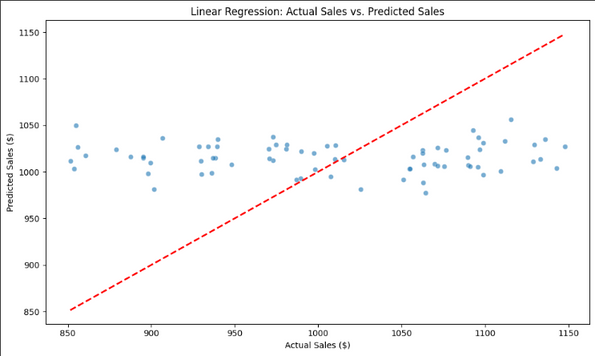 Linear Regression: Actual Sales vs. Predicted Sales
Predicted Sales ($)
1150
1100
1050
1000
950
900
850
850 900 950 1000 1050 1100 1150
Actual Sales ($)